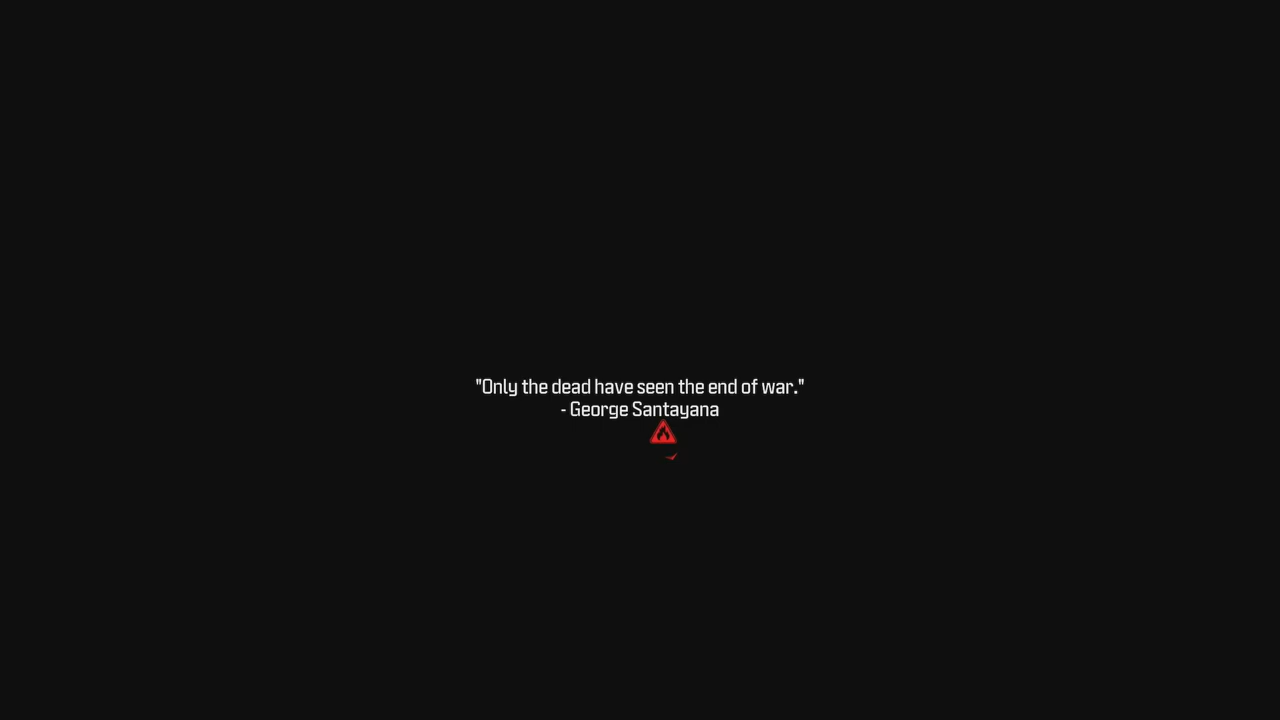 "Only the dead have seen the end of war."
- George Santayana